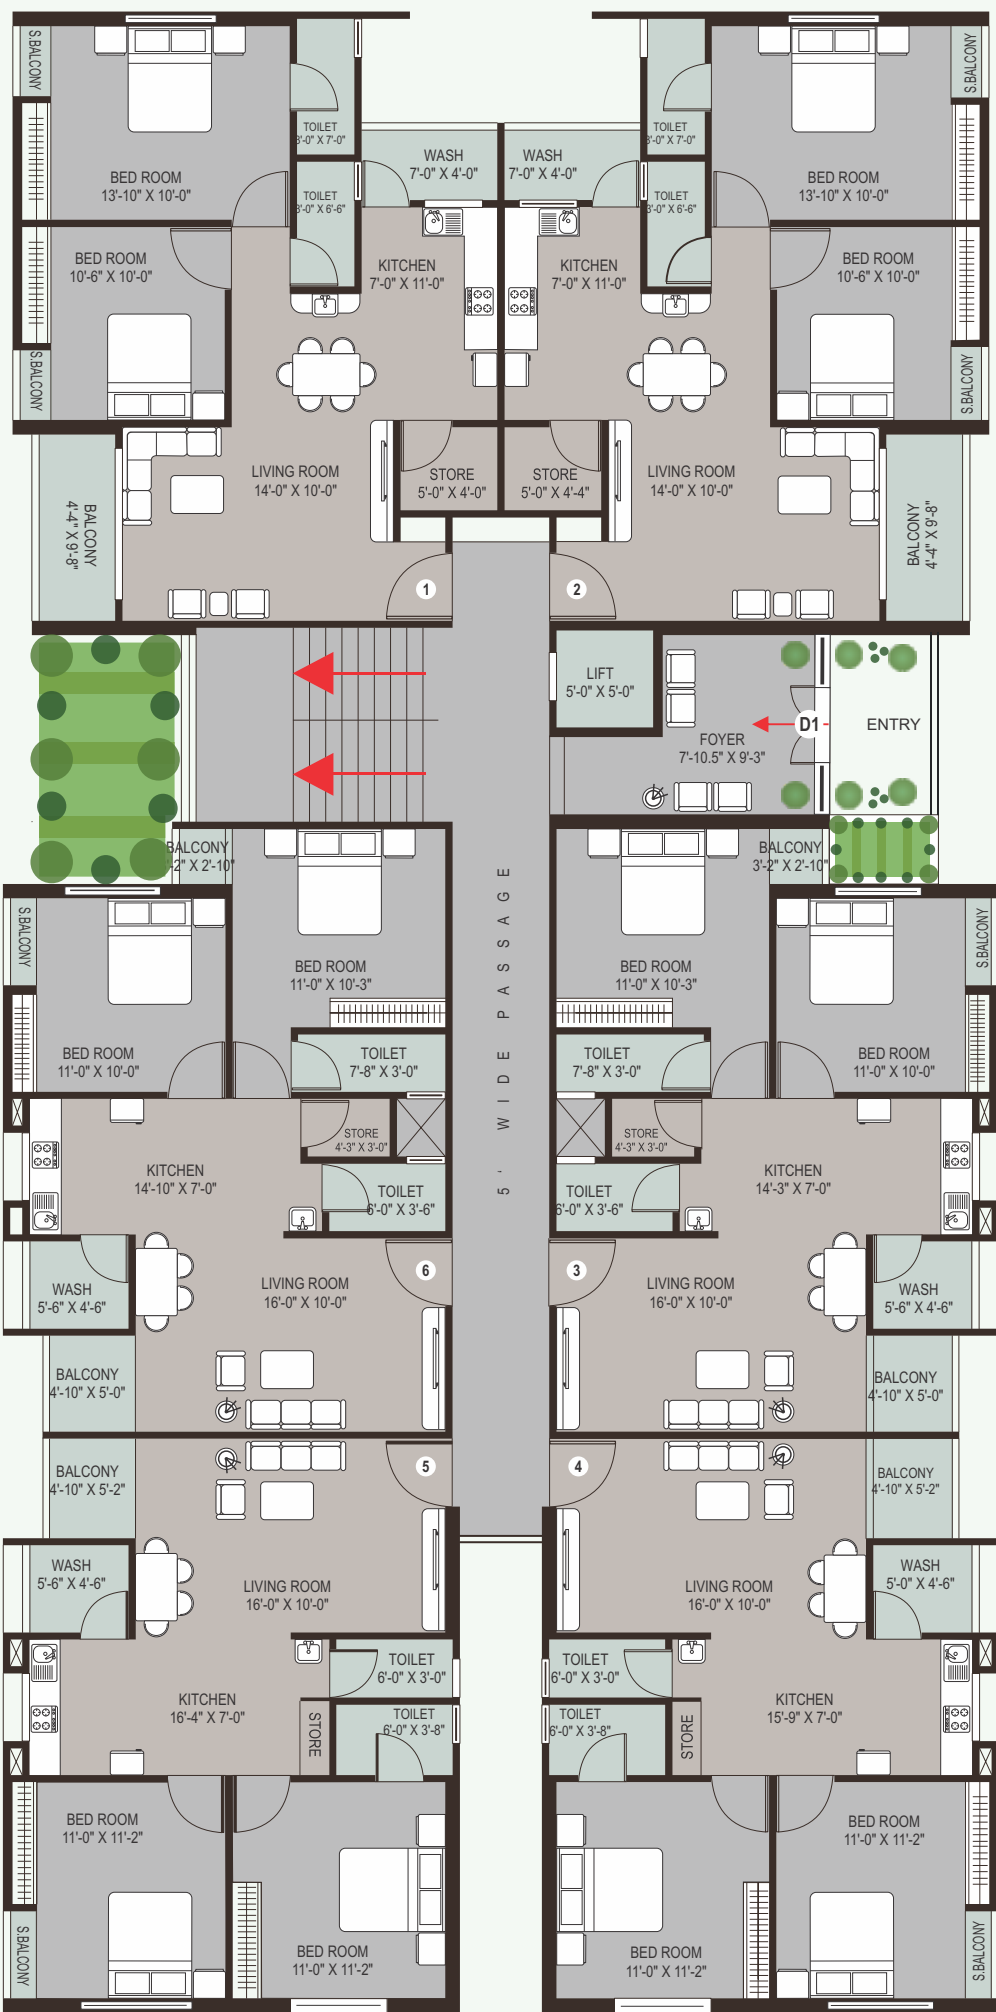 S.BALCONY
TOILET
3'-0" X 7'-0"
WASH
7'-0" X 4'-0"
WASH
7'-0" X 4'-0"
TOILET
3'-0" X 7'-0"
S.BALCONY
BED ROOM
13'-10" X 10'-0"
TOILET
3'-0" X 6'-6"
TOILET
3'-0" X 6'-6"
BED ROOM
13'-10" X 10'-0"
BED ROOM
10'-6" X 10'-0"
KITCHEN
7'-0" X 11'-0"
KITCHEN
7'-0" X 11'-0"
BED ROOM
10'-6" X 10'-0"
S.BALCONY
S.BALCONY
LIVING ROOM
14'-0" X 10'-0"
STORE
5'-0" X 4'-0"
STORE
5'-0" X 4'-4"
LIVING ROOM
14'-0" X 10'-0"
BALCONY
4'-4" X 9'-8"
BALCONY
4'-4" X 9'-8"
1
2
LIFT
5'-0" X 5'-0"
FOYER
7'-10.5" X 9'-3"
D1
ENTRY
BALCONY
-2" X 2'-10"
BALCONY
3'-2" X 2'-10"
5' WIDE PASSAGE
S.BALCONY
BED ROOM
11'-0" X 10'-3"
BED ROOM
11'-0" X 10'-3"
S.BALCONY
BED ROOM
11'-0" X 10'-0"
TOILET
7'-8" X 3'-0"
TOILET
7'-8" X 3'-0"
BED ROOM
11'-0" X 10'-0"
STORE
4'-3" X 3'-0"
STORE
4'-3" X 3'-0"
KITCHEN
14'-10" X 7'-0"
TOILET
6'-0" X 3'-6"
TOILET
6'-0" X 3'-6"
KITCHEN
14'-3" X 7'-0"
6
3
WASH
5'-6" X 4'-6"
LIVING ROOM
16'-0" X 10'-0"
LIVING ROOM
16'-0" X 10'-0"
WASH
5'-6" X 4'-6"
BALCONY
4'-10" X 5'-0"
BALCONY
4'-10" X 5'-0"
BALCONY
4'-10" X 5'-2"
5
4
BALCONY
4'-10" X 5'-2"
WASH
5'-6" X 4'-6"
LIVING ROOM
16'-0" X 10'-0"
LIVING ROOM
16'-0" X 10'-0"
WASH
5'-0" X 4'-6"
TOILET
6'-0" X 3'-0"
TOILET
6'-0" X 3'-0"
KITCHEN
16'-4" X 7'-0"
STORE
TOILET
6'-0" X 3'-8"
TOILET
6'-0" X 3'-8"
STORE
KITCHEN
15'-9" X 7'-0"
BED ROOM
11'-0" X 11'-2"
BED ROOM
11'-0" X 11'-2"
S.BALCOONY
BED ROOM
11'-0" X 11'-2"
BED ROOM
11'-0" X 11'-2"
S.BALCONY